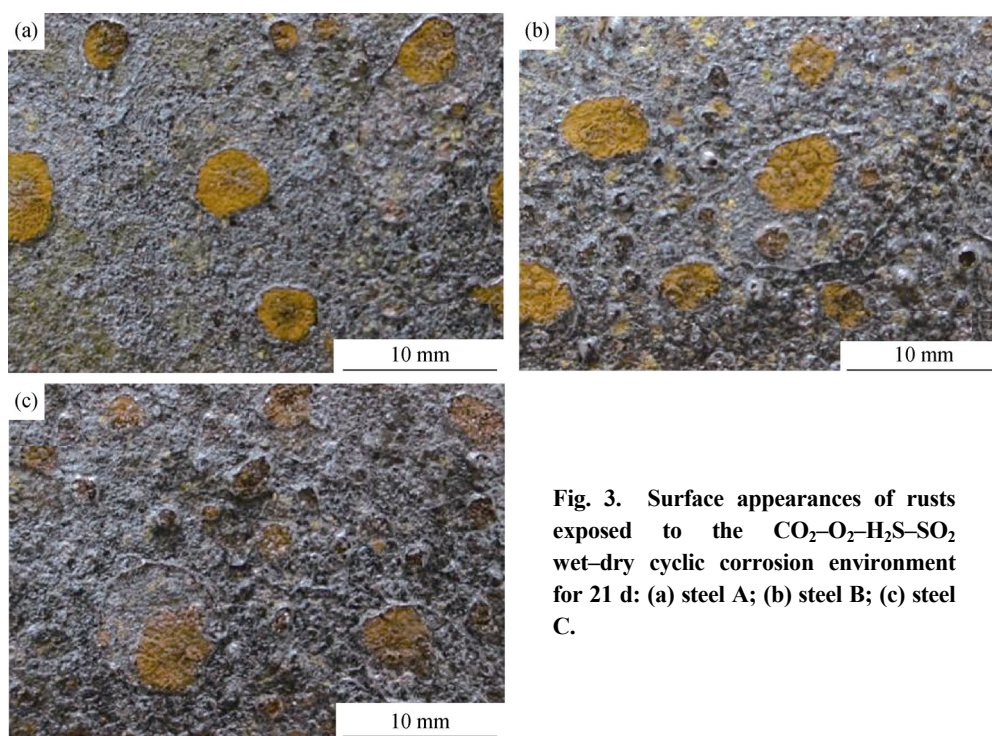 (a)
(b)
10 mm
10 mm
(c)
10 mm
Fig. 3. Surface appearances of rusts
exposed to the CO₂–O₂–H₂S–SO₂
wet–dry cyclic corrosion environment
for 21 d: (a) steel A; (b) steel B; (c) steel
C.